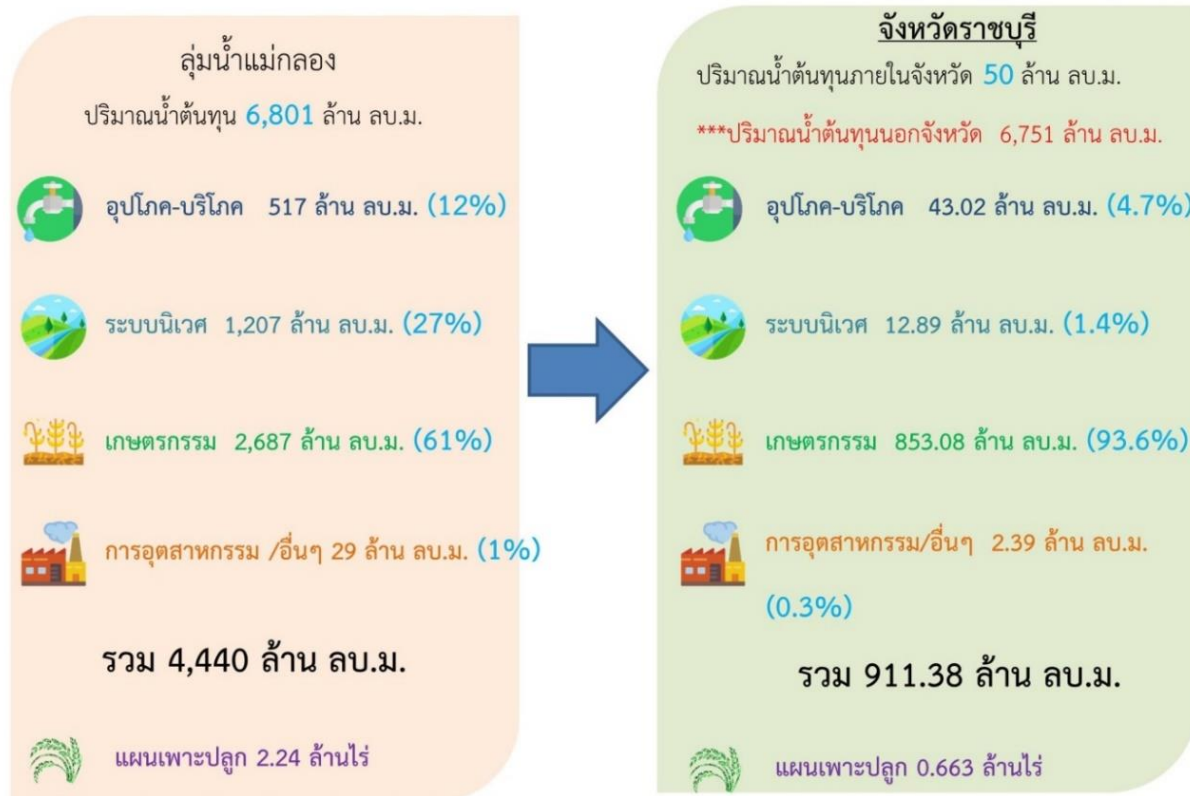 ลุ่มน้ำแม่กลอง
ปริมาณน้ำต้นทุน 6,801 ล้าน ลบ.ม.
อุปโภค-บริโภค 517 ล้าน ลบ.ม. (12%)
ระบบนิเวศ 1,207 ล้าน ลบ.ม. (27%)
เกษตรกรรม 2,687 ล้าน ลบ.ม. (61%)
การอุตสาหกรรม /อื่นๆ 29 ล้าน ลบ.ม. (1%)
รวม 4,440 ล้าน ลบ.ม.
แผนเพาะปลูก 2.24 ล้านไร่
จังหวัดราชบุรี
ปริมาณน้ำต้นทุนภายในจังหวัด 50 ล้าน ลบ.ม.
***ปริมาณน้ำต้นทุนนอกจังหวัด 6,751 ล้าน ลบ.ม.
อุปโภค-บริโภค 43.02 ล้าน ลบ.ม. (4.7%)
ระบบนิเวศ 12.89 ล้าน ลบ.ม. (1.4%)
เกษตรกรรม 853.08 ล้าน ลบ.ม. (93.6%)
การอุตสาหกรรม/อื่นๆ 2.39 ล้าน ลบ.ม.
(0.3%)
รวม 911.38 ล้าน ลบ.ม.
แผนเพาะปลูก 0.663 ล้านไร่